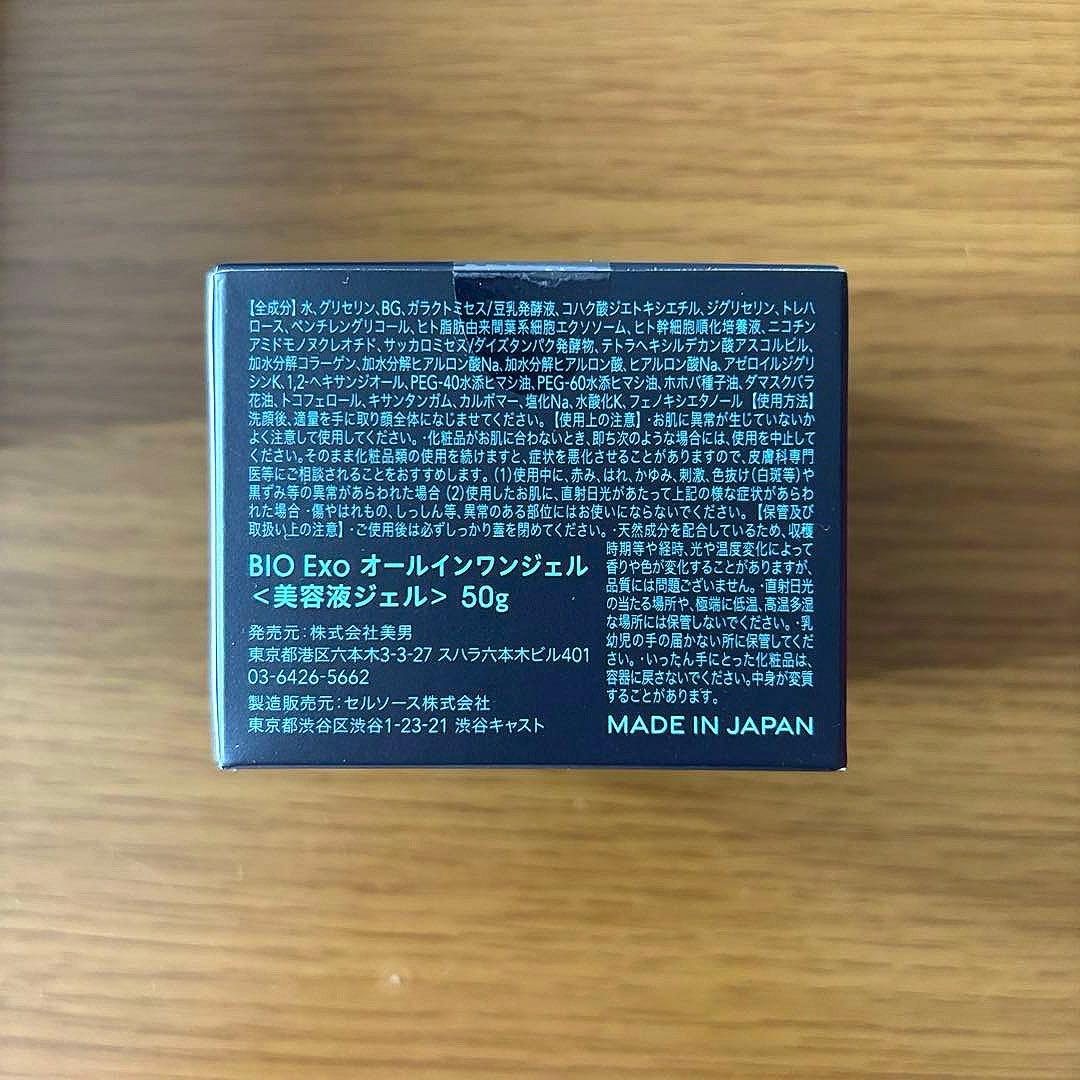 【全成分】水、グリセリン、BG、ガラクトミセス/豆乳発酵液、コハク酸ジエトキシエチル、ジグリセリン、トレハ
ロース、ペンチレングリコール、ヒト脂肪由来間葉系細胞エクソソーム、ヒト幹細胞順化培養液、ニコチン
アミドモノヌクレオチド、サッカロミセス/ダイズタンパク発酵物、テトラヘキシルデカン酸アスコルビル、
加水分解コラーゲン、加水分解ヒアルロン酸Na、加水分解ヒアルロン酸、ヒアルロン酸Na、アゼロイルジグリ
シンK、1,2-ヘキサンジオール、PEG-40水添ヒマシ油、PEG-60水添ヒマシ油、ホホバ種子油、ダマスクバラ
花油、トコフェロール、キサンタンガム、カルボマー、塩化Na、水酸化K、フェノキシエタノール【使用方法】
洗顔後、適量を手に取り顔全体になじませてください。【使用上の注意】・お肌に異常が生じていないか
よく注意して使用してください。・化粧品がお肌に合わないとき、即ち次のような場合には、使用を中止して
ください。そのまま化粧品類の使用を続けますと、症状を悪化させることがありますので、皮膚科専門
医等にご相談されることをおすすめします。(1)使用中に、赤み、はれ、かゆみ、刺激、色抜け(白斑等)や
黒ずみ等の異常があらわれた場合 (2)使用したお肌に、直射日光があたって上記の様な症状があらわ
れた場合 ・傷やはれもの、しっしん等、異常のある部位にはお使いにならないでください。【保管及び
取扱い上の注意】・ご使用後は必ずしっかり蓋を閉めてください。・天然成分を配合しているため、収穫
時期等や経時、光や温度変化によって
香りや色が変化することがありますが、
品質には問題ございません。・直射日光
の当たる場所や、極端に低温、高温多湿
な場所には保管しないでください。・乳
幼児の手の届かない所に保管してくだ
さい。・いったん手にとった化粧品は、
容器に戻さないでください。中身が変質
することがあります。
BIO Exo オールインワンジェル
<美容液ジェル> 50g
発売元:株式会社美男
東京都港区六本木3-3-27 スハラ六本木ビル401
03-6426-5662
製造販売元:セルソース株式会社
東京都渋谷区渋谷1-23-21 渋谷キャスト
MADE IN JAPAN